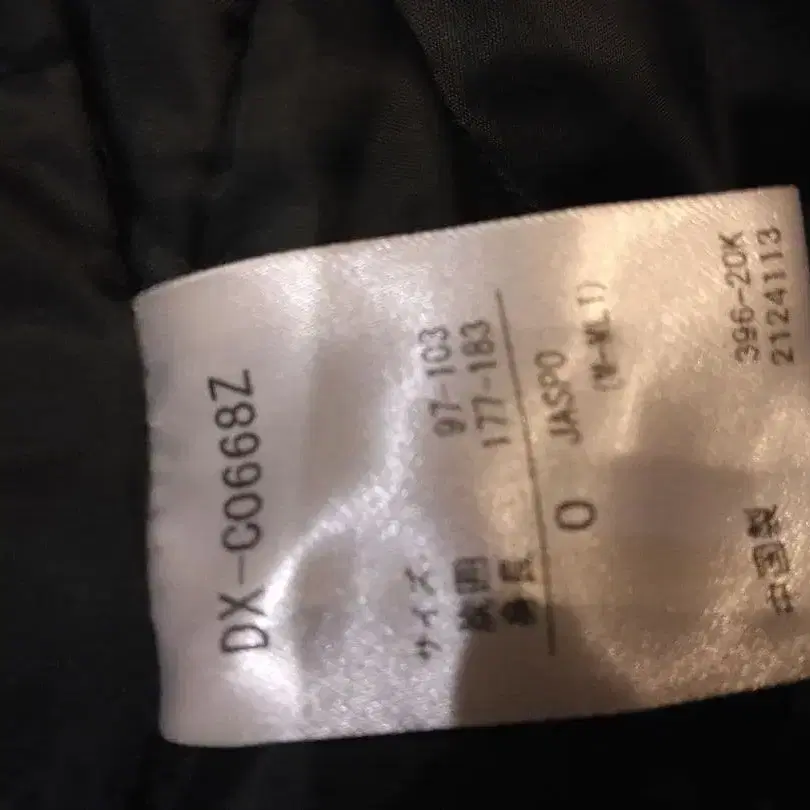 DX-C0668Z
サイズ
胸囲 97-103
身長 177-183
O JASPO
(M-WL1)
396-20K
中国製 2124113